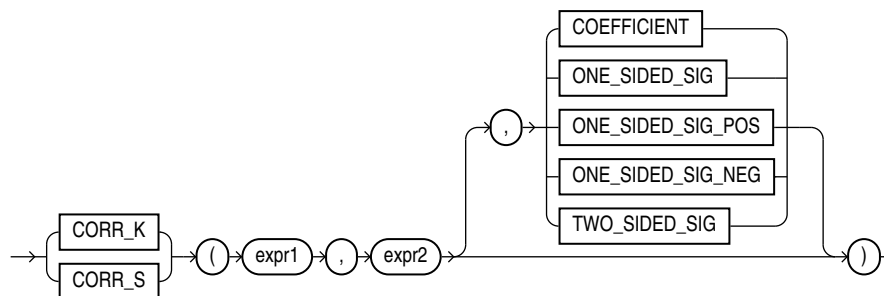 COEFFICIENT
ONE_SIDED_SIG
, ONE_SIDED_SIG_POS
ONE_SIDED_SIG_NEG
TWO_SIDED_SIG
CORR_K
CORR_S
( expr1 , expr2 )